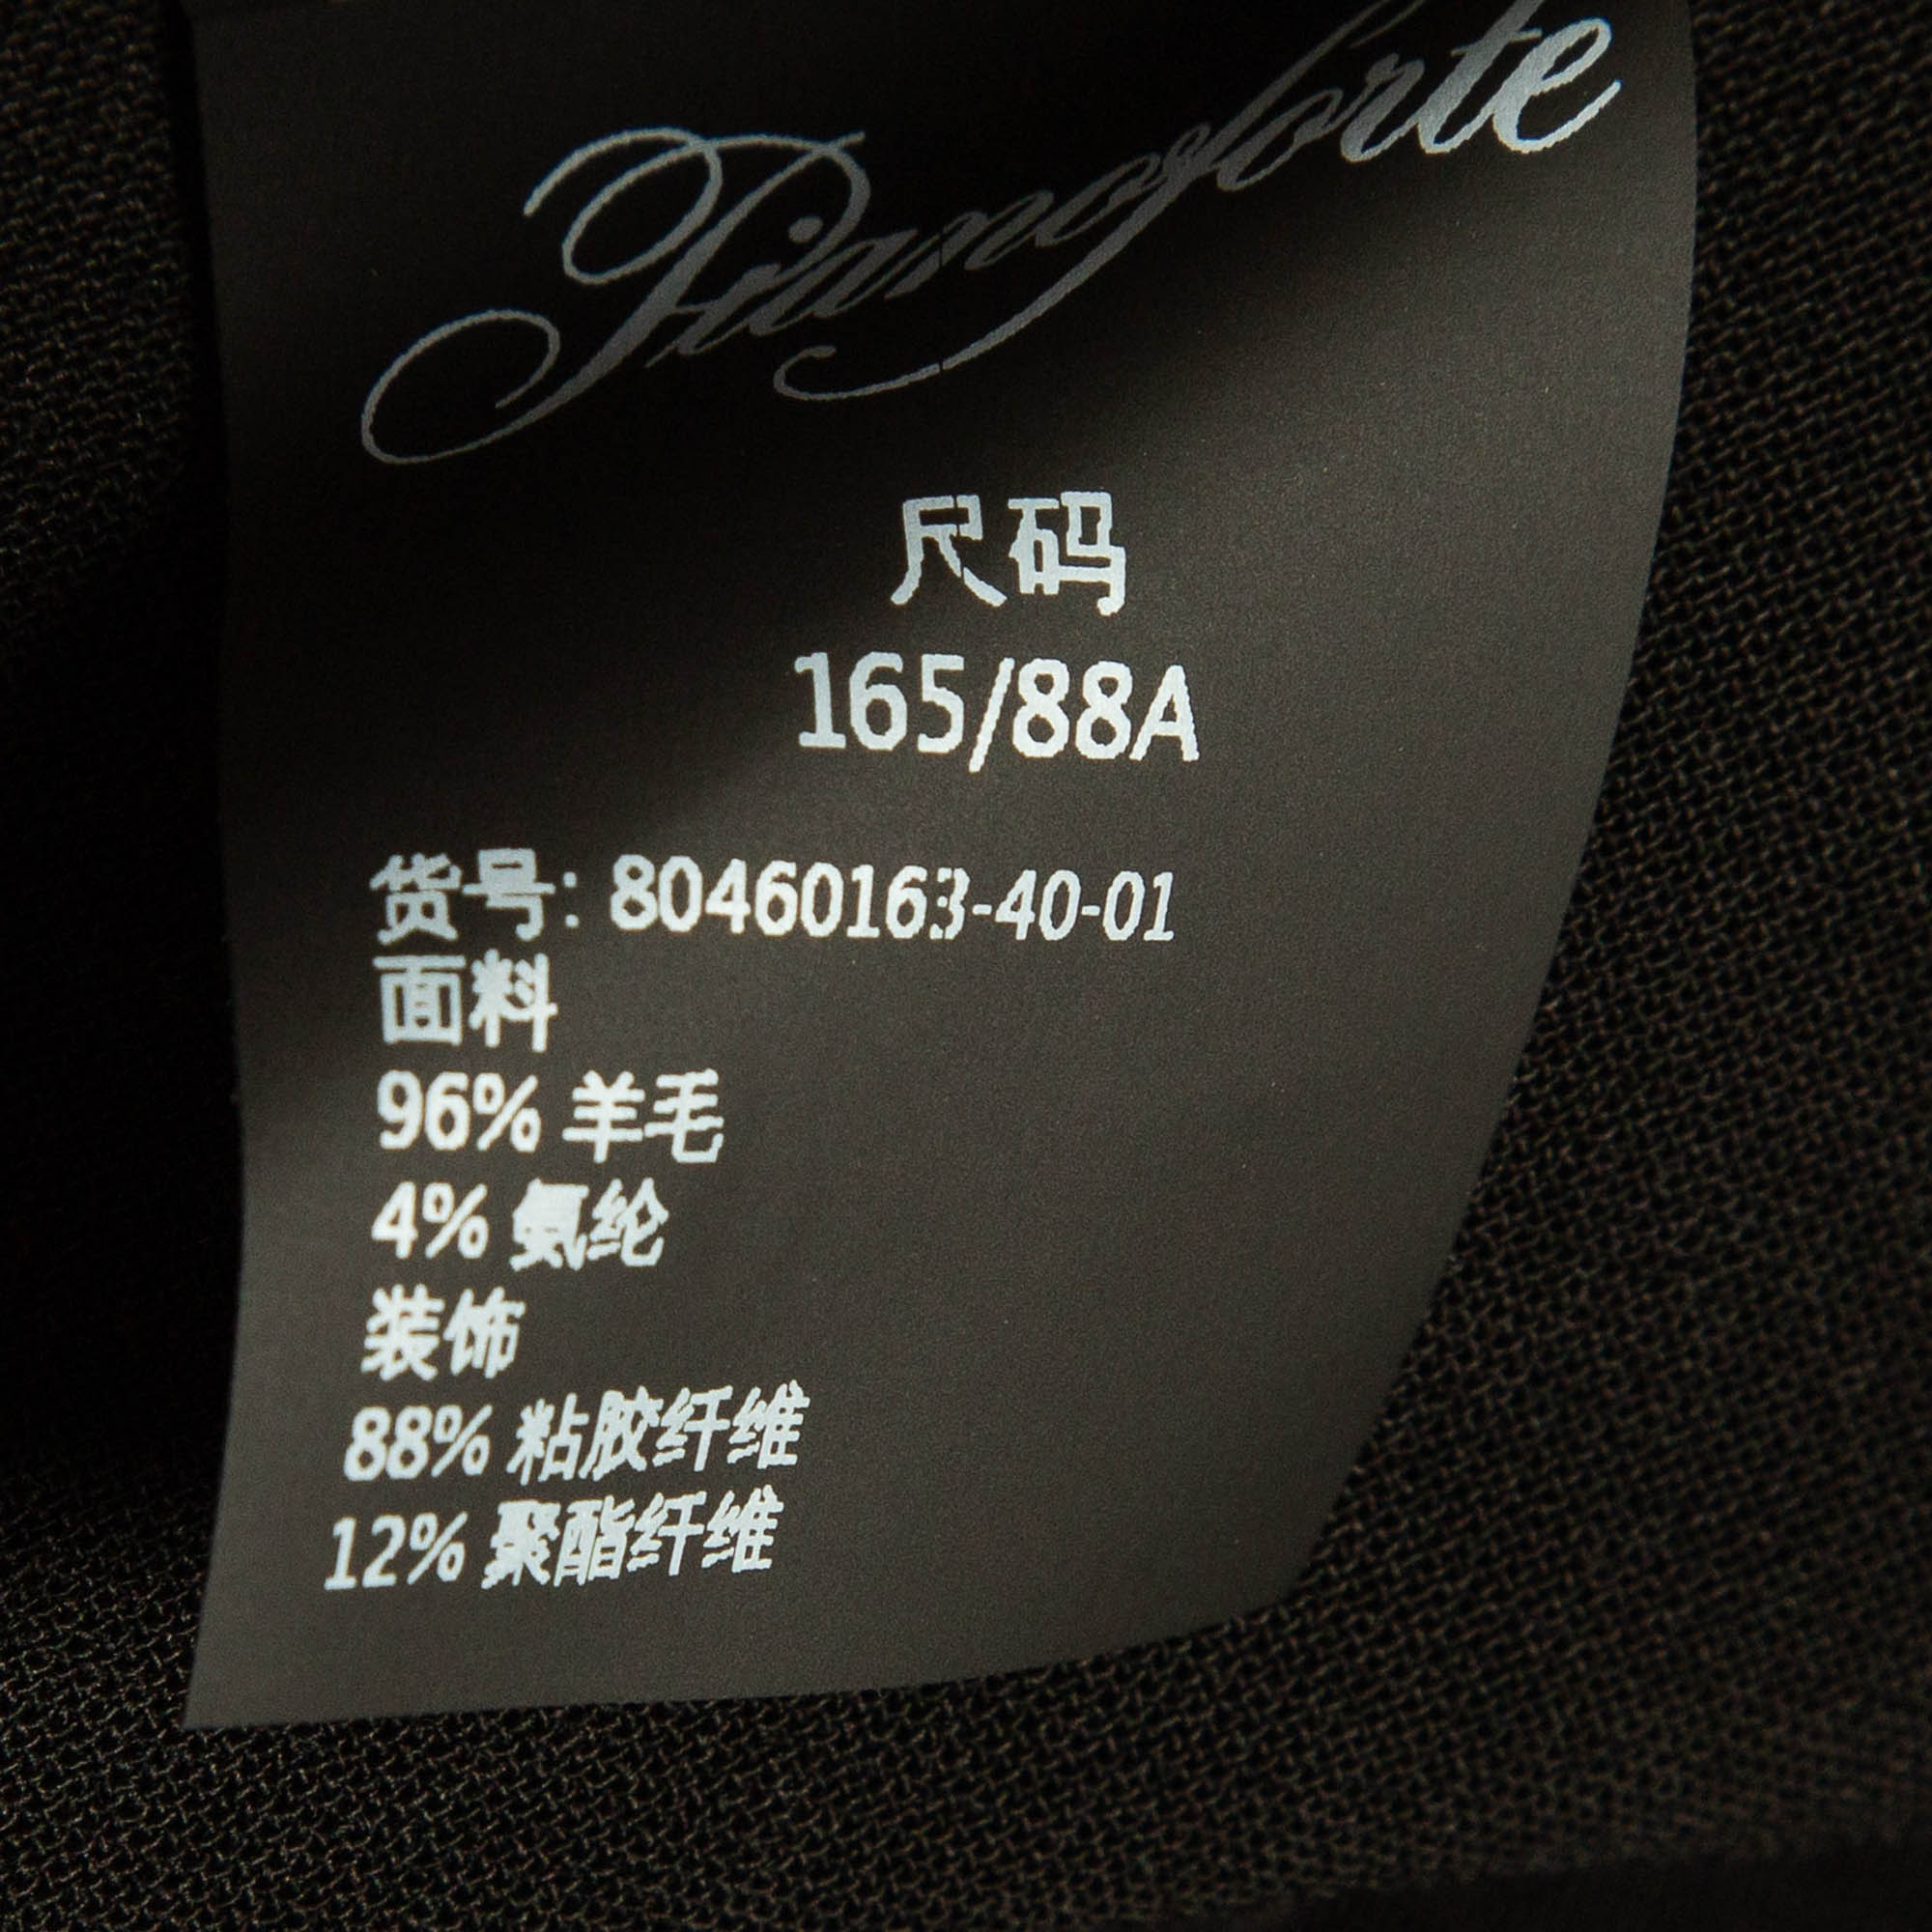 Pianoforte
尺码
165/88A
货号: 80460163-40-01
面料
96% 羊毛
4% 氨纶
装饰
88% 粘胶纤维
12% 聚酯纤维